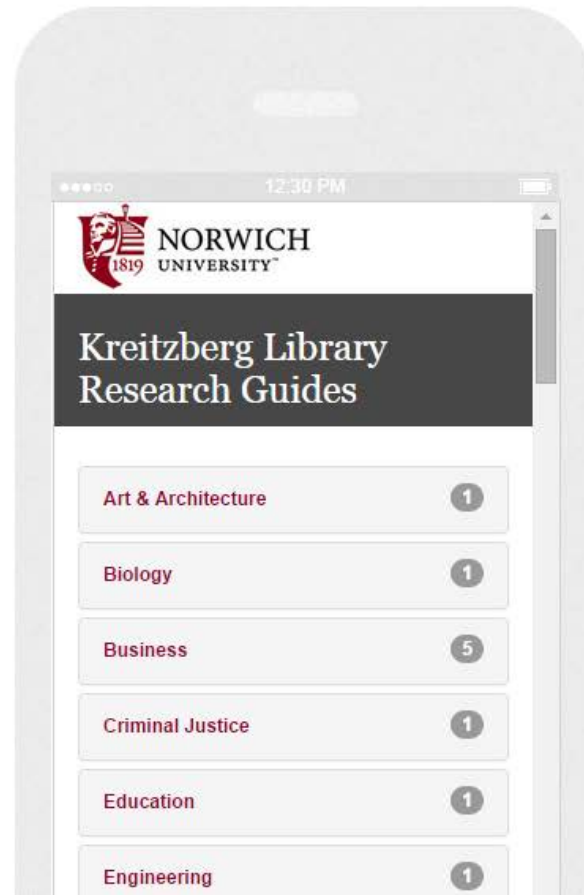 12:30 PM
1819
NORWICH
UNIVERSITY™
Kreitzberg Library
Research Guides
Art & Architecture 1
Biology 1
Business 5
Criminal Justice 1
Education 1
Engineering 1